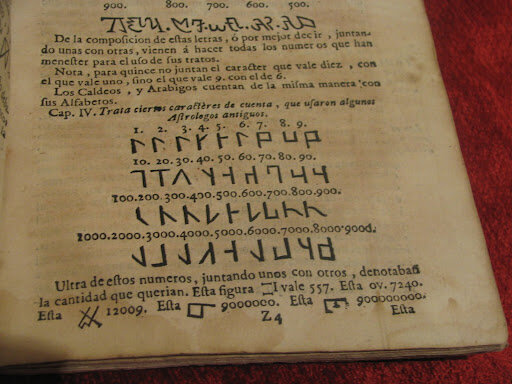 900. 800. 700. 600. 500.
De la composicion de estas letras, ó por mejor decir, juntan-
do unas con otras, vienen á hacer todas los numeros que han
menester para el uso de sus tratos.
Nota, para quince no juntan el caracter que vale diez, con
el que vale uno, sino el que vale 9. con el de 6.
Los Caldeos, y Arabigos cuentan de la misma manera con
sus Alfabetos.
Cap. IV. Trata ciertos caractères de cuenta, que usaron algunos
Astrologos antiguos.
1. 2. 3. 4. 5. 6. 7. 8. 9.
10. 20. 30. 40. 50. 60. 70. 80. 90.
100.200.300.400.500.600.700.800.900.
1000.2000.3000.4000.5000.6000.7000.8000.9000.
Ultra de estos numeros, juntando unos con otros, denotaban
la cantidad que querian. Esta figura vale 557. Esta 7240.
Esta 12009. Esta 9000000. Esta 900000000.
Z4 Esta